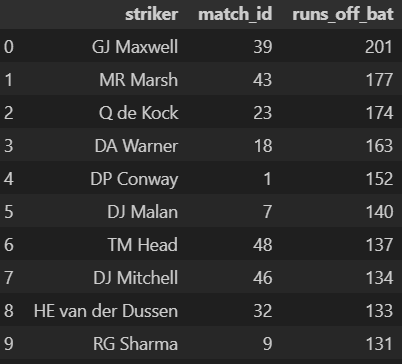 striker match_id runs_off_bat
0 GJ Maxwell 39 201
1 MR Marsh 43 177
2 Q de Kock 23 174
3 DA Warner 18 163
4 DP Conway 1 152
5 DJ Malan 7 140
6 TM Head 48 137
7 DJ Mitchell 46 134
8 HE van der Dussen 32 133
9 RG Sharma 9 131